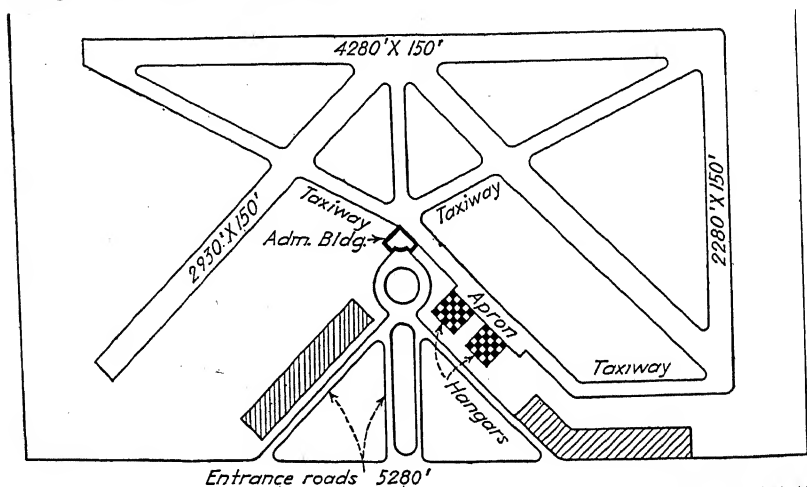 4280' X 150'
Taxiway
Taxiway
Adm. Bldg.
2930' X 150'
2280' X 150'
Apron
Taxiway
Hangars
Entrance roads 5280'